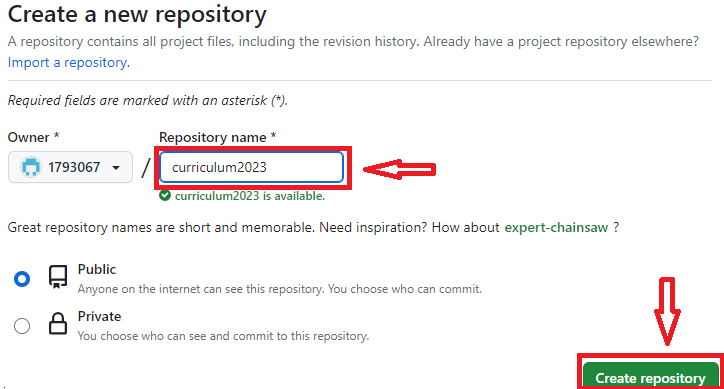 Create a new repository
A repository contains all project files, including the revision history. Already have a project repository elsewhere?
Import a repository.
Required fields are marked with an asterisk (*).
Owner *
Repository name *
1793067 / curriculum2023
curriculum2023 is available.
Great repository names are short and memorable. Need inspiration? How about expert-chainsaw ?
Public
Anyone on the internet can see this repository. You choose who can commit.
Private
You choose who can see and commit to this repository.
Create repository